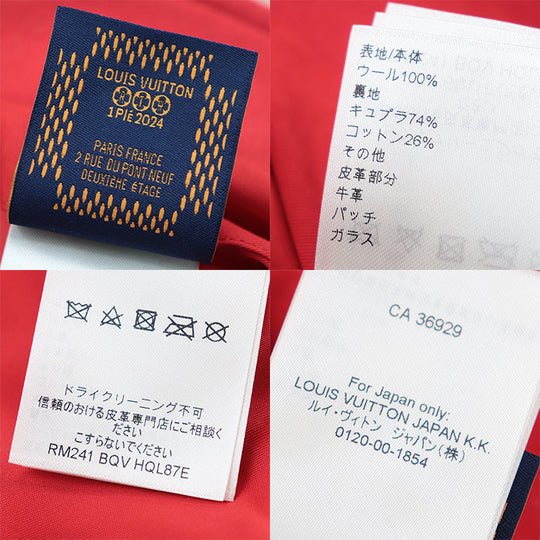 LOUIS VUITTON
1 PIÈ 2024
PARIS FRANCE
2 RUE DU PONT NEUF
DEUXIÈME ÉTAGE
表地/本体
ウール100%
裏地
キュプラ74%
コットン26%
その他
皮革部分
牛革
パッチ
ガラス
ドライクリーニング不可
信頼のおける皮革専門店にご相談く
ださい
こすらないでください
RM241 BQV HQL87E
CA 36929
For Japan only:
LOUIS VUITTON JAPAN K.K.
ルイ・ヴィトン ジャパン(株)
0120-00-1854